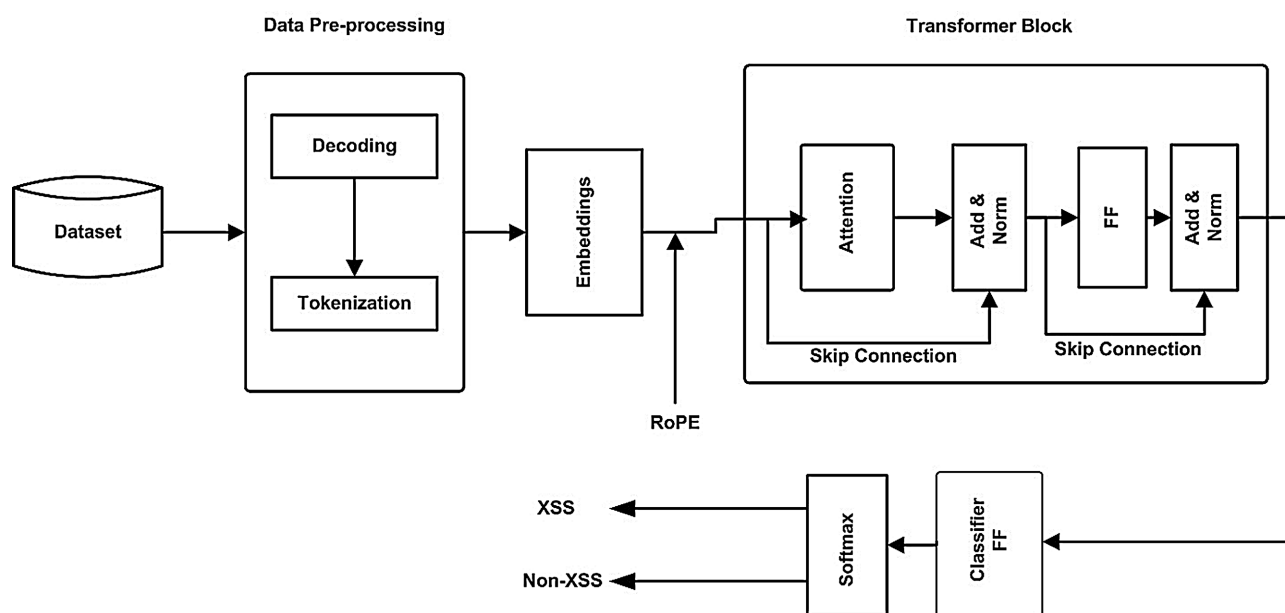 Data Pre-processing
Transformer Block
Decoding
Tokenization
Dataset
Embeddings
RoPE
Attention
Add &
Norm
FF
Add &
Norm
Skip Connection
Skip Connection
XSS
Non-XSS
Softmax
Classifier
FF